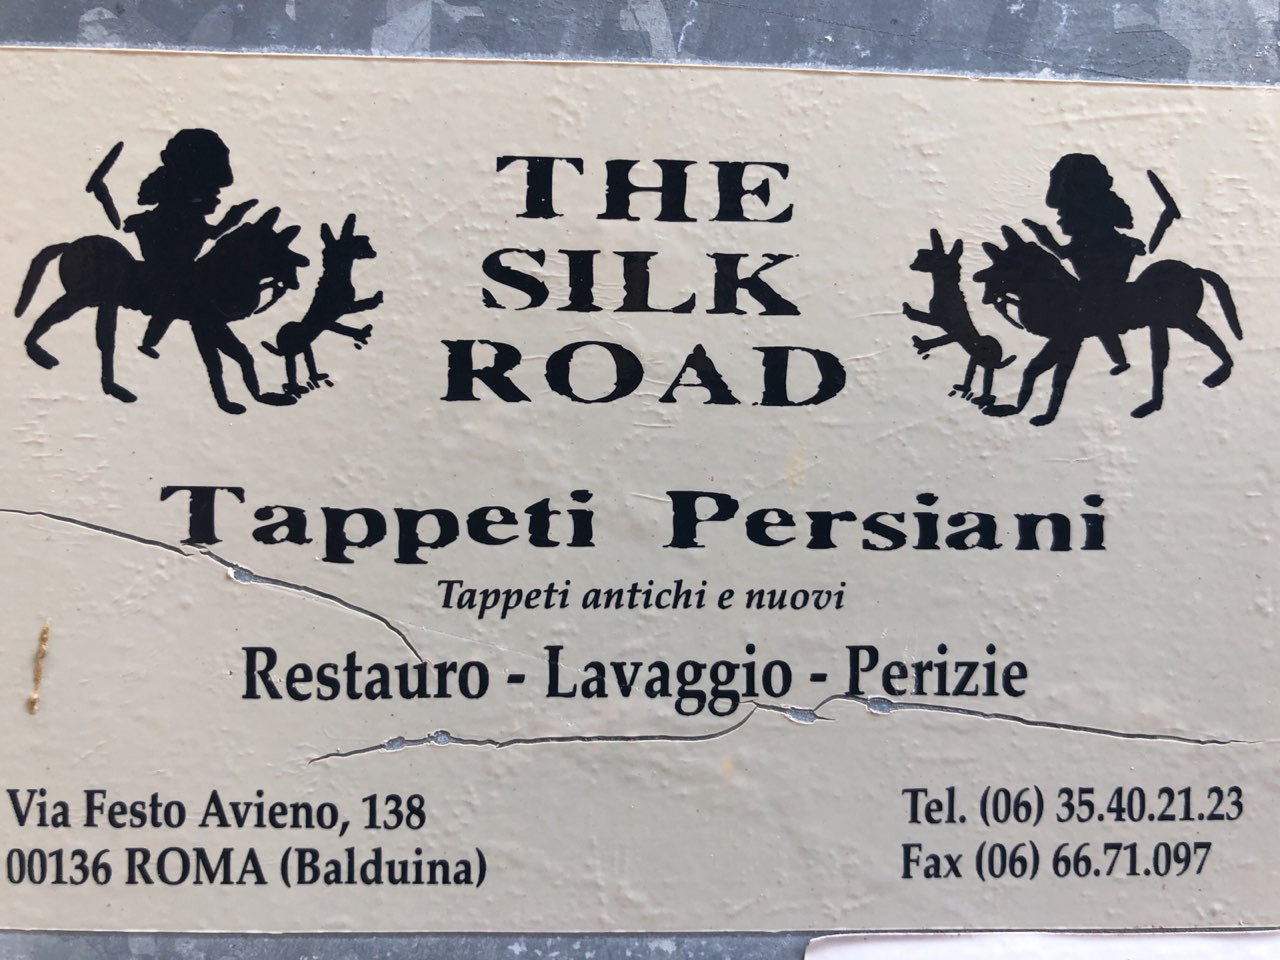 THE
SILK
ROAD
Tappeti Persiani
Tappeti antichi e nuovi
Restauro - Lavaggio - Perizie
Via Festo Avieno, 138
00136 ROMA (Balduina)
Tel. (06) 35.40.21.23
Fax (06) 66.71.097